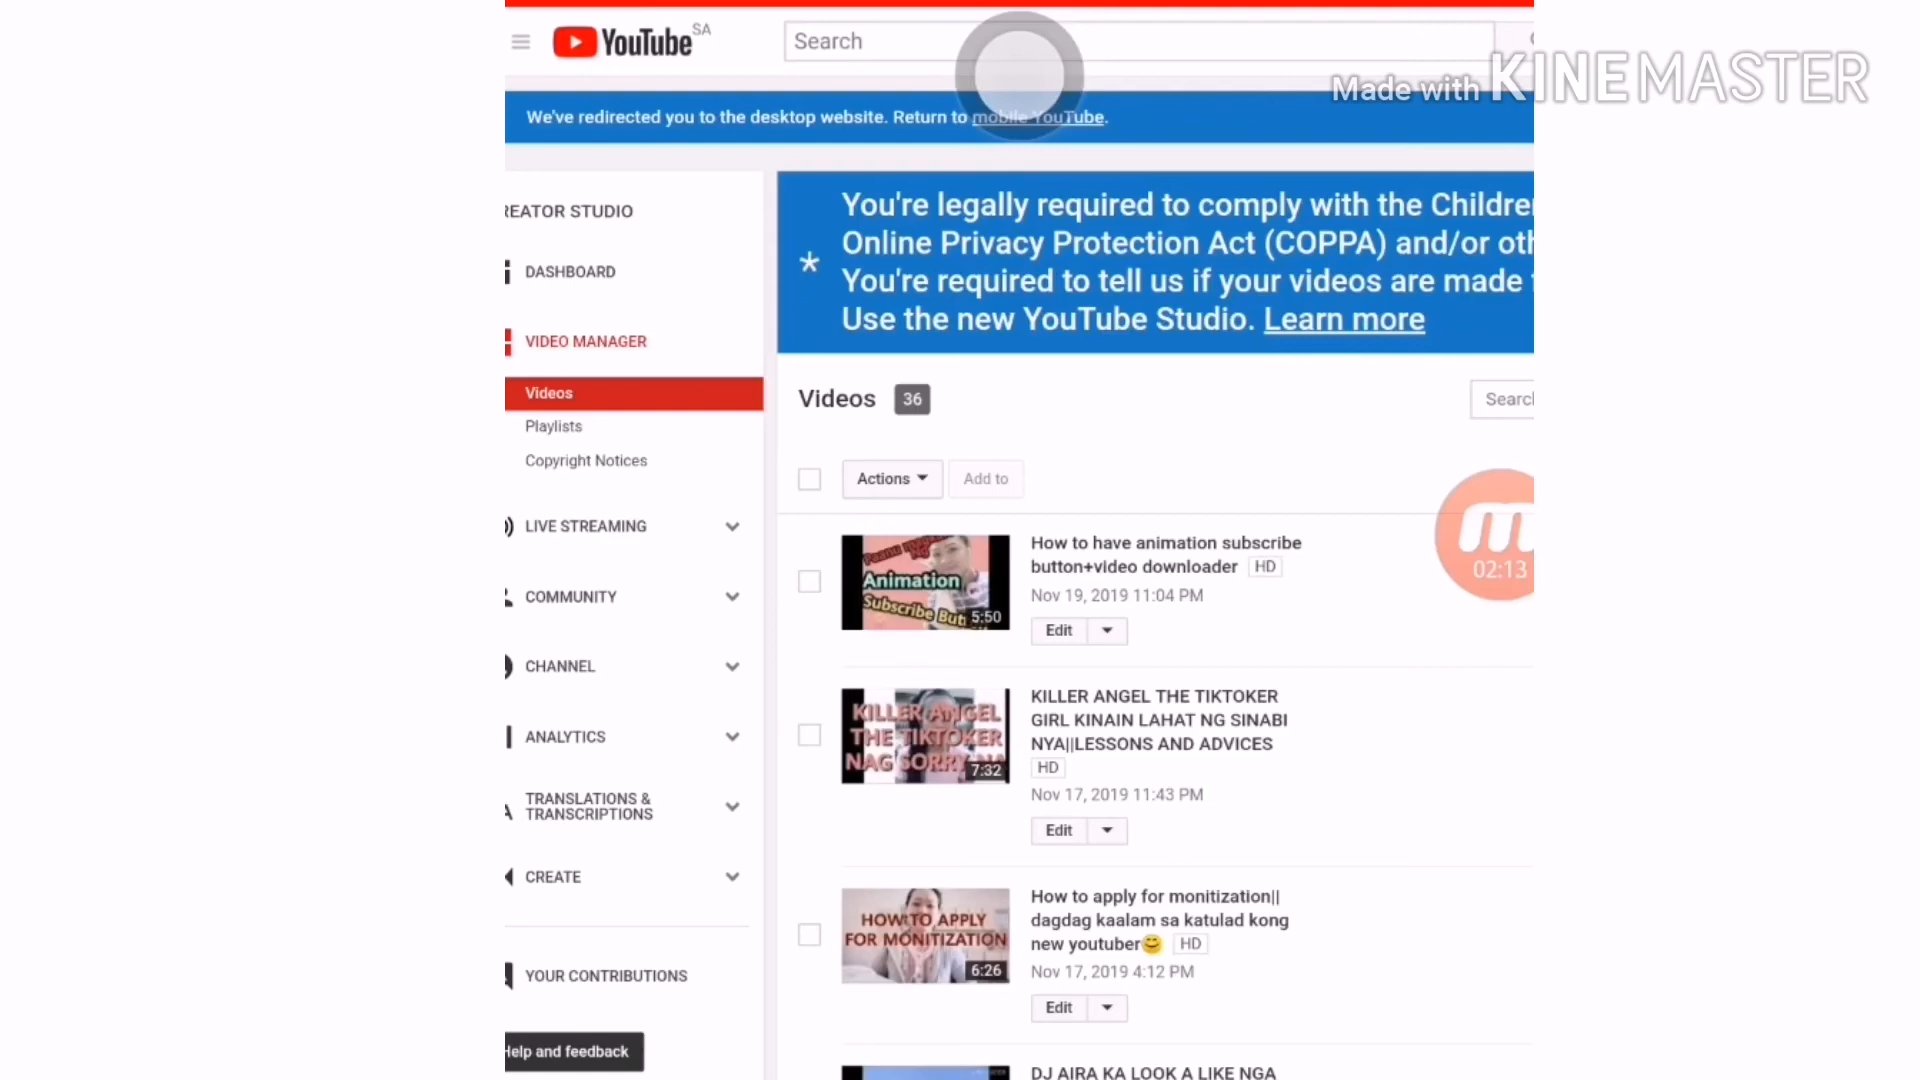 YouTube SA
Search
Made with KINEMASTER
We've redirected you to the desktop website. Return to mobile YouTube.
REATOR STUDIO
DASHBOARD
VIDEO MANAGER
Videos
Playlists
Copyright Notices
LIVE STREAMING
COMMUNITY
CHANNEL
ANALYTICS
TRANSLATIONS &
TRANSCRIPTIONS
CREATE
YOUR CONTRIBUTIONS
Help and feedback
You're legally required to comply with the Childre
Online Privacy Protection Act (COPPA) and/or oth
* You're required to tell us if your videos are made
Use the new YouTube Studio. Learn more
Videos 36
Search
Actions Add to
02:13
Animation
Subscribe But
5:50
How to have animation subscribe
button+video downloader HD
Nov 19, 2019 11:04 PM
Edit
KILLER ANGEL
THE TIKTOKER
NAG SORRY NA
7:32
KILLER ANGEL THE TIKTOKER
GIRL KINAIN LAHAT NG SINABI
NYA||LESSONS AND ADVICES
HD
Nov 17, 2019 11:43 PM
Edit
HOW TO APPLY
FOR MONITIZATION
6:26
How to apply for monitization||
dagdag kaalam sa katulad kong
new youtuber😊 HD
Nov 17, 2019 4:12 PM
Edit
DJ AIRA KA LOOK A LIKE NGA